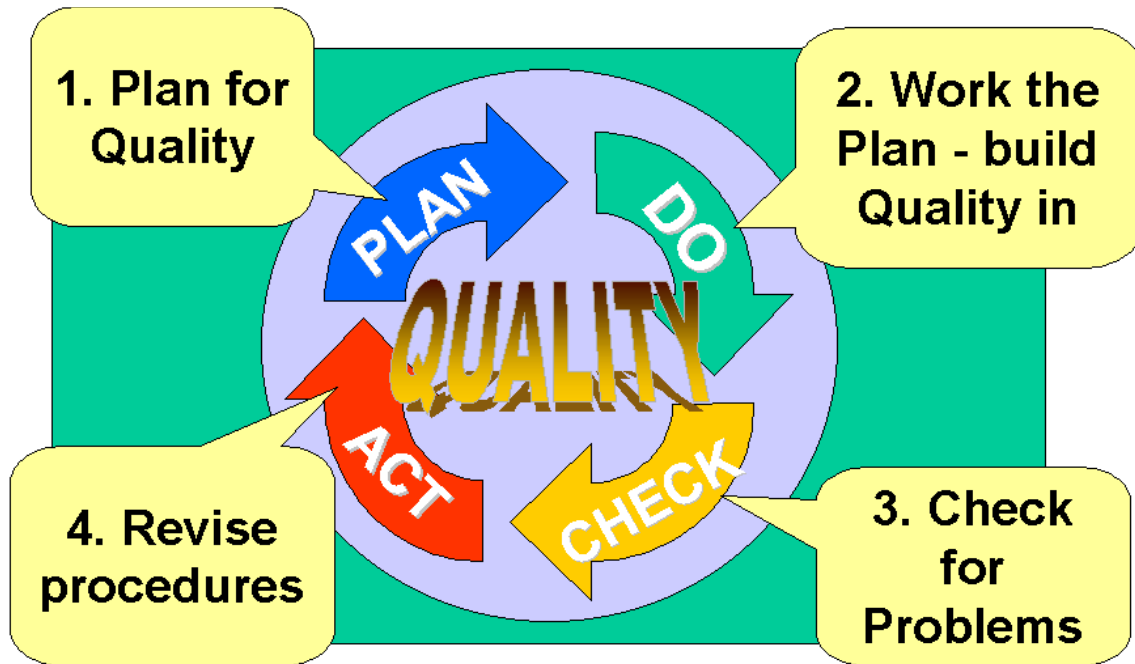 1. Plan for
Quality
2. Work the
Plan - build
Quality in
PLAN
DO
QUALITY
ACT
CHECK
4. Revise
procedures
3. Check
for
Problems